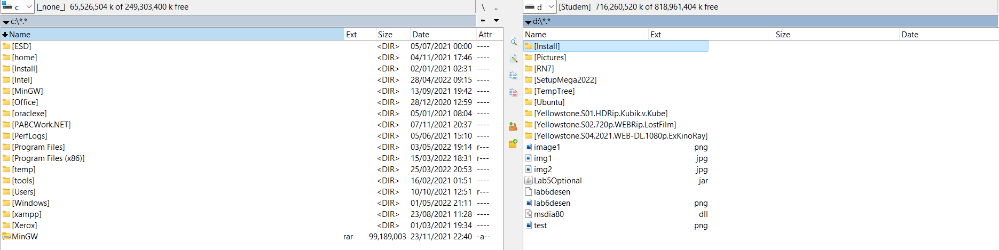 c [_none_] 65,526,504 k of 249,303,400 k free \ ..
c:\*.* *
Name Ext Size Date Attr
[ESD] <DIR> 05/07/2021 00:00 ----
[home] <DIR> 04/11/2021 17:46 ----
[Install] <DIR> 02/01/2021 02:31 ----
[Intel] <DIR> 28/04/2022 09:15 ----
[MinGW] <DIR> 13/09/2021 19:42 ----
[Office] <DIR> 28/12/2020 12:59 ----
[oraclexe] <DIR> 05/01/2021 08:04 ----
[PABCWork.NET] <DIR> 07/11/2021 20:37 ----
[PerfLogs] <DIR> 05/06/2021 15:10 ----
[Program Files] <DIR> 03/05/2022 19:14 r---
[Program Files (x86)] <DIR> 15/03/2022 18:31 r---
[temp] <DIR> 25/03/2022 20:53 ----
[tools] <DIR> 16/02/2021 01:51 ----
[Users] <DIR> 10/10/2021 12:51 r---
[Windows] <DIR> 01/05/2022 21:11 ----
[xampp] <DIR> 23/08/2021 11:28 ----
[Xerox] <DIR> 01/03/2021 19:34 ----
MinGW rar 99,189,003 23/11/2021 22:40 -a--
d [Studem] 716,260,520 k of 818,961,404 k free
d:\*.*
Name Ext Size Date
[Install]
[Pictures]
[RN7]
[SetupMega2022]
[TempTree]
[Ubuntu]
[Yellowstone.S01.HDRip.Kubik.v.Kube]
[Yellowstone.S02.720p.WEBRip.LostFilm]
[Yellowstone.S04.2021.WEB-DL.1080p.ExKinoRay]
image1 png
img1 jpg
img2 jpg
Lab5Optional jar
lab6desen
lab6desen png
msdia80 dll
test png